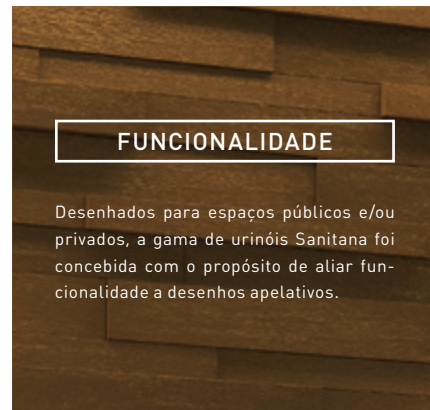 FUNCIONALIDADE
Desenhados para espaços públicos e/ou
privados, a gama de urinóis Sanitana foi
concebida com o propósito de aliar fun-
cionalidade a desenhos apelativos.